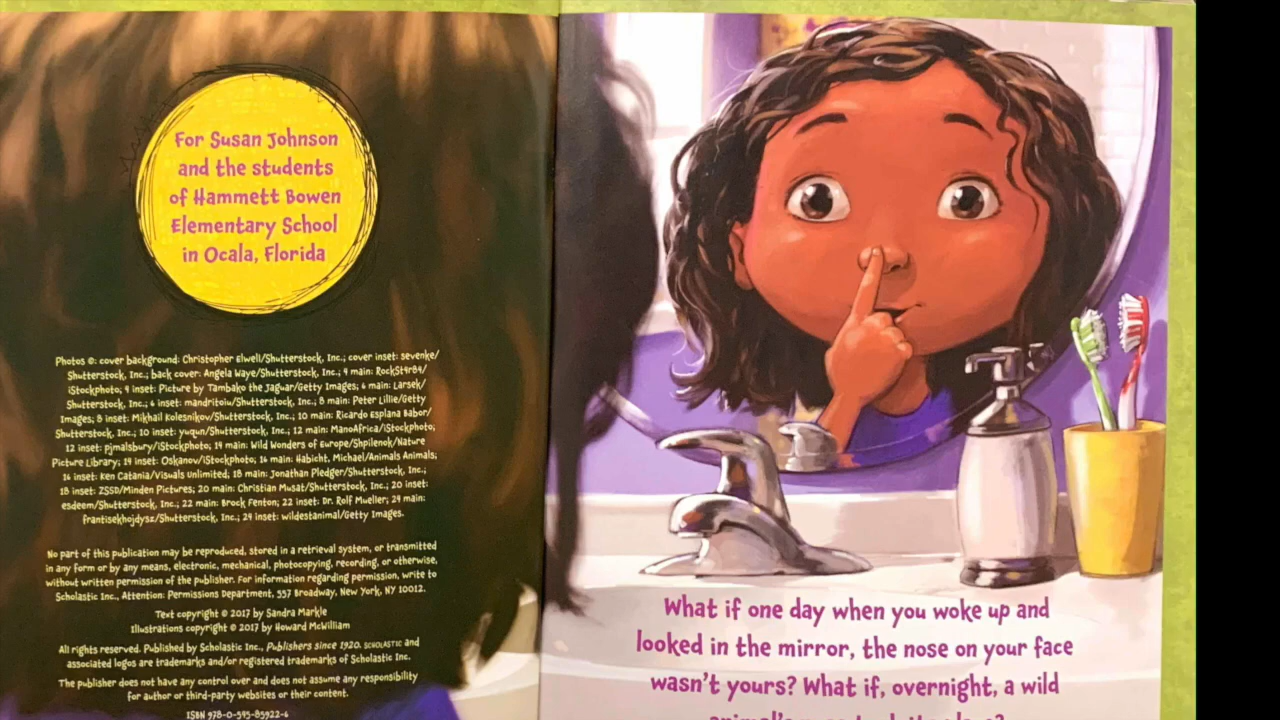 For Susan Johnson
and the students
of Hammett Bowen
Elementary School
in Ocala, Florida
Photos ©: cover background: Christopher Elwell/Shutterstock, Inc.; cover inset: sevenke/
Shutterstock, Inc.; back cover: Angela Waye/Shutterstock, Inc.; 4 main: RockSt4r84/
iStockphoto; 4 inset: Picture by Tambako the Jaguar/Getty Images; 6 main: Larsek/
Shutterstock, Inc.; 6 inset: mandritoiu/Shutterstock, Inc.; 8 main: Peter Lillie/Getty
Images; 8 inset: Mikhail Kolesnikov/Shutterstock, Inc.; 10 main: Ricardo Esplana Babor/
Shutterstock, Inc.; 10 inset: yuqun/Shutterstock, Inc.; 12 main: ManoAfrica/iStockphoto;
12 inset: pjmalsbury/iStockphoto; 14 main: Wild Wonders of Europe/Shpilenok/Nature
Picture Library; 14 inset: Oskanov/iStockphoto; 16 main: Habicht, Michael/Animals Animals;
16 inset: Ken Catania/Visuals Unlimited; 18 main: Jonathan Pledger/Shutterstock, Inc.;
18 inset: ZSSD/Minden Pictures; 20 main: Christian Musat/Shutterstock, Inc.; 20 inset:
esdeem/Shutterstock, Inc.; 22 main: Brock Fenton; 22 inset: Dr. Rolf Mueller; 24 main:
frantisekhojdysz/Shutterstock, Inc.; 24 inset: wildestanimal/Getty Images.
No part of this publication may be reproduced, stored in a retrieval system, or transmitted
in any form or by any means, electronic, mechanical, photocopying, recording, or otherwise,
without written permission of the publisher. For information regarding permission, write to
Scholastic Inc., Attention: Permissions Department, 557 Broadway, New York, NY 10012.
Text copyright © 2017 by Sandra Markle
Illustrations copyright © 2017 by Howard McWilliam
All rights reserved. Published by Scholastic Inc., Publishers since 1920. SCHOLASTIC and
associated logos are trademarks and/or registered trademarks of Scholastic Inc.
The publisher does not have any control over and does not assume any responsibility
for author or third-party websites or their content.
ISBN 978-0-545-85922-6
What if one day when you woke up and
looked in the mirror, the nose on your face
wasn't yours? What if, overnight, a wild